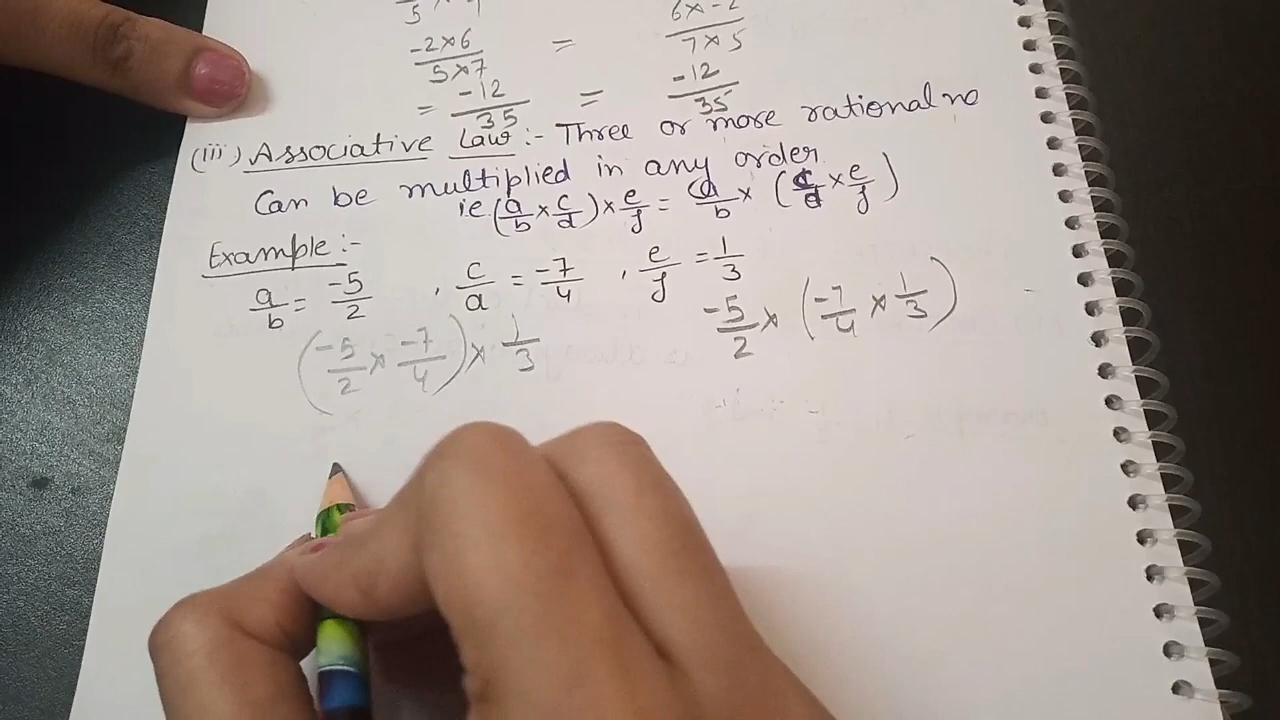 -2×6/5×7 = 6×-2/7×5
= -12/35 = -12/35
(iii) Associative Law :- Three or more rational no
Can be multiplied in any order.
i.e (a/b × c/d) × e/f = a/b × (c/d × e/f)
Example :-
a/b = -5/2 , c/d = -7/4 , e/f = 1/3
(-5/2 × -7/4) × 1/3 -5/2 × (-7/4 × 1/3)